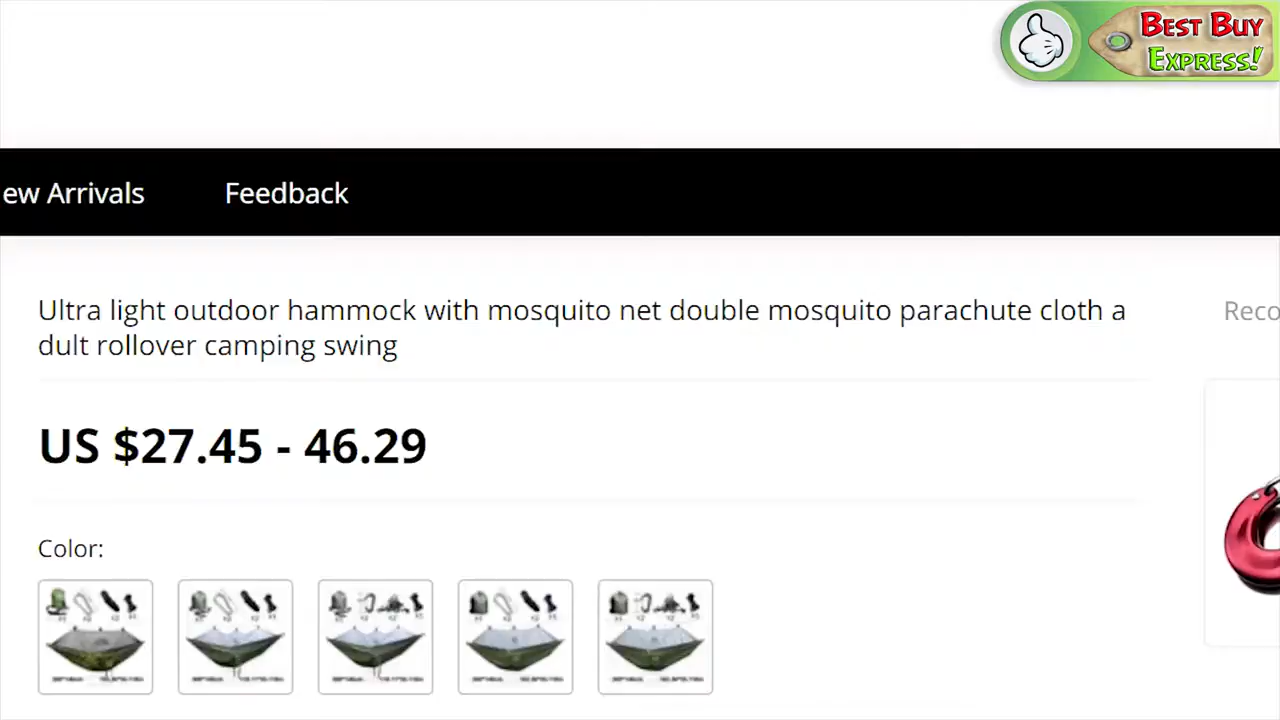 BEST BUY
EXPRESS!
ew Arrivals
Feedback
Ultra light outdoor hammock with mosquito net double mosquito parachute cloth a
dult rollover camping swing
Reco
US $27.45 - 46.29
Color: